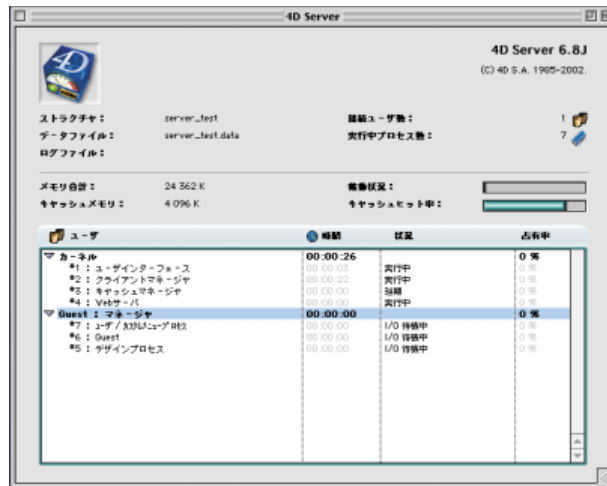 4D Server
4D Server 6.8J
(C) 4D S.A. 1985-2002.
ストラクチャ： server_test 接続ユーザ数： 1
データファイル： server_test.data 実行中プロセス数： 7
ログファイル：
メモリ合計： 24 362 K 稼働状況：
キャッシュメモリ： 4 096 K キャッシュヒット率：
ユーザ 時間 状況 占有率
カーネル 00:00:26 0 %
*1 : ユーザインターフェース 00:00:03 実行中 0 %
*2 : クライアントマネージャ 00:00:22 実行中 0 %
*3 : キャッシュマネージャ 00:00:00 延期 0 %
*4 : Webサーバ 00:00:00 実行中 0 %
Guest : マネージャ 00:00:00 0 %
*7 : ユーザ/カスタムメニュープロセス 00:00:00 I/O 待機中 0 %
*6 : Guest 00:00:00 I/O 待機中 0 %
*5 : デザインプロセス 00:00:00 I/O 待機中 0 %